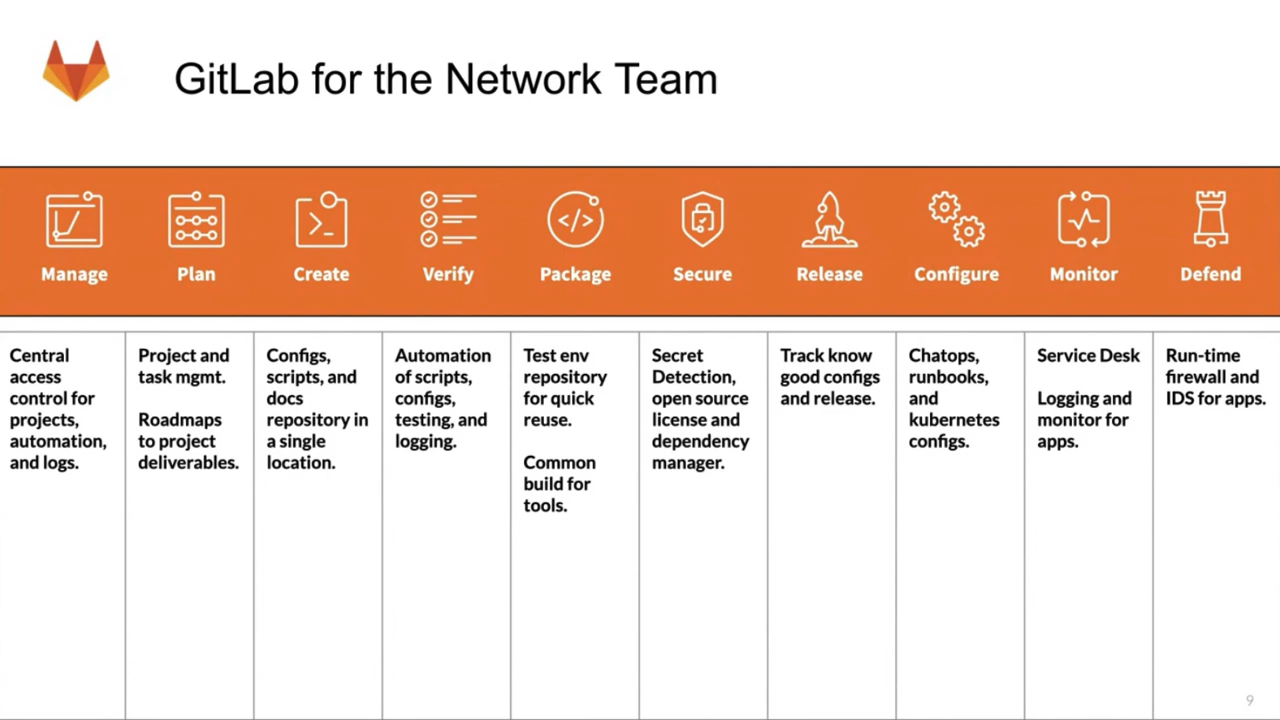 GitLab for the Network Team
Manage
Plan
Create
Verify
Package
Secure
Release
Configure
Monitor
Defend
Central
access
control for
projects,
automation,
and logs.
Project and
task mgmt.
Roadmaps
to project
deliverables.
Configs,
scripts, and
docs
repository in
a single
location.
Automation
of scripts,
configs,
testing, and
logging.
Test env
repository
for quick
reuse.
Common
build for
tools.
Secret
Detection,
open source
license and
dependency
manager.
Track know
good configs
and release.
Chatops,
runbooks,
and
kubernetes
configs.
Service Desk
Logging and
monitor for
apps.
Run-time
firewall and
IDS for apps.
9